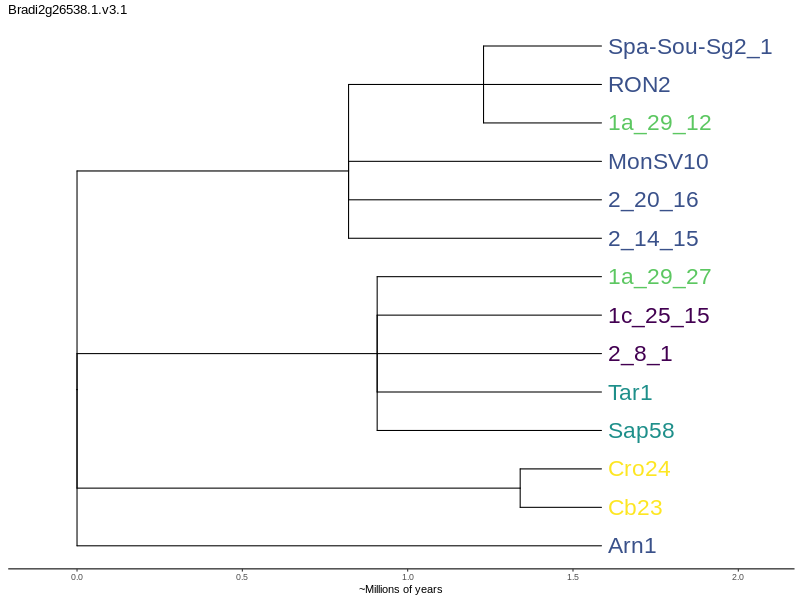 Bradi2g26538.1.v3.1
Spa-Sou-Sg2_1
RON2
1a_29_12
MonSV10
2_20_16
2_14_15
1a_29_27
1c_25_15
2_8_1
Tar1
Sap58
Cro24
Cb23
Arn1
0.0 0.5 1.0 1.5 2.0
~Millions of years